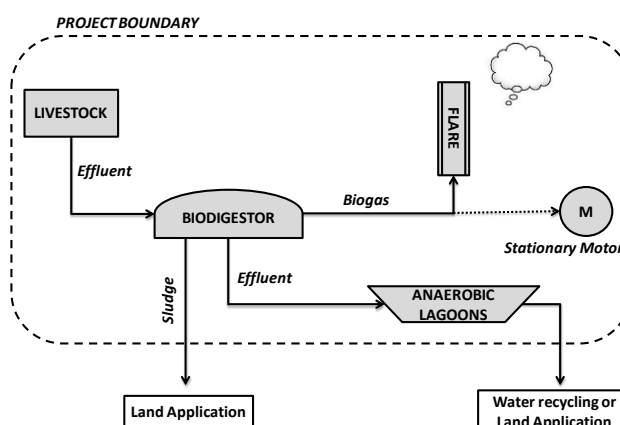 PROJECT BOUNDARY
LIVESTOCK
FLARE
Effluent
Biogas
BIODIGESTOR
M
Stationary Motor
Sludge
Effluent
ANAEROBIC
LAGOONS
Land Application
Water recycling or
Land Application